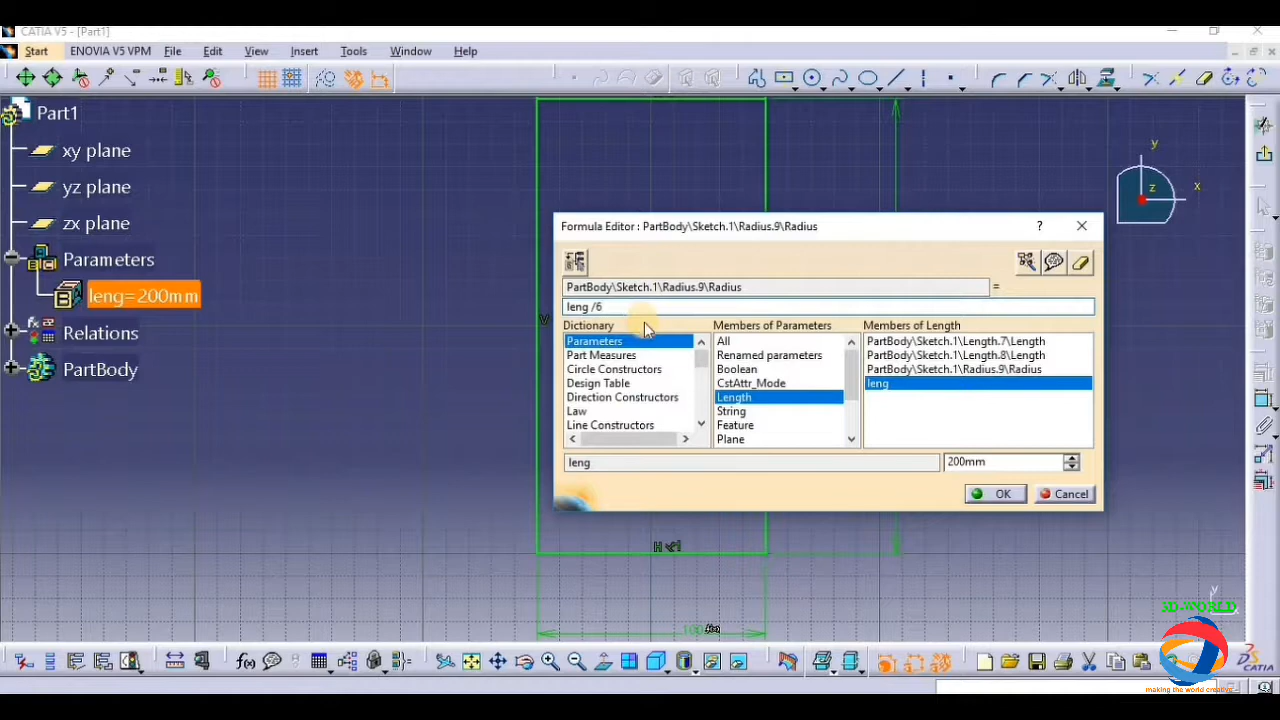 CATIA V5 - [Part1]
Start ENOVIA V5 VPM File Edit View Insert Tools Window Help
Part1
xy plane
yz plane
zx plane
Parameters
leng=200mm
Relations
PartBody
y
x
z
V
H
Formula Editor : PartBody\Sketch.1\Radius.9\Radius ?
PartBody\Sketch.1\Radius.9\Radius =
leng /6
Dictionary Members of Parameters Members of Length
Parameters All PartBody\Sketch.1\Length.7\Length
Part Measures Renamed parameters PartBody\Sketch.1\Length.8\Length
Circle Constructors Boolean PartBody\Sketch.1\Radius.9\Radius
Design Table CstAttr_Mode leng
Direction Constructors Length
Law String
Line Constructors Feature
Plane
leng 200mm
OK Cancel
y
3D-WORLD
making the world creative
CATIA